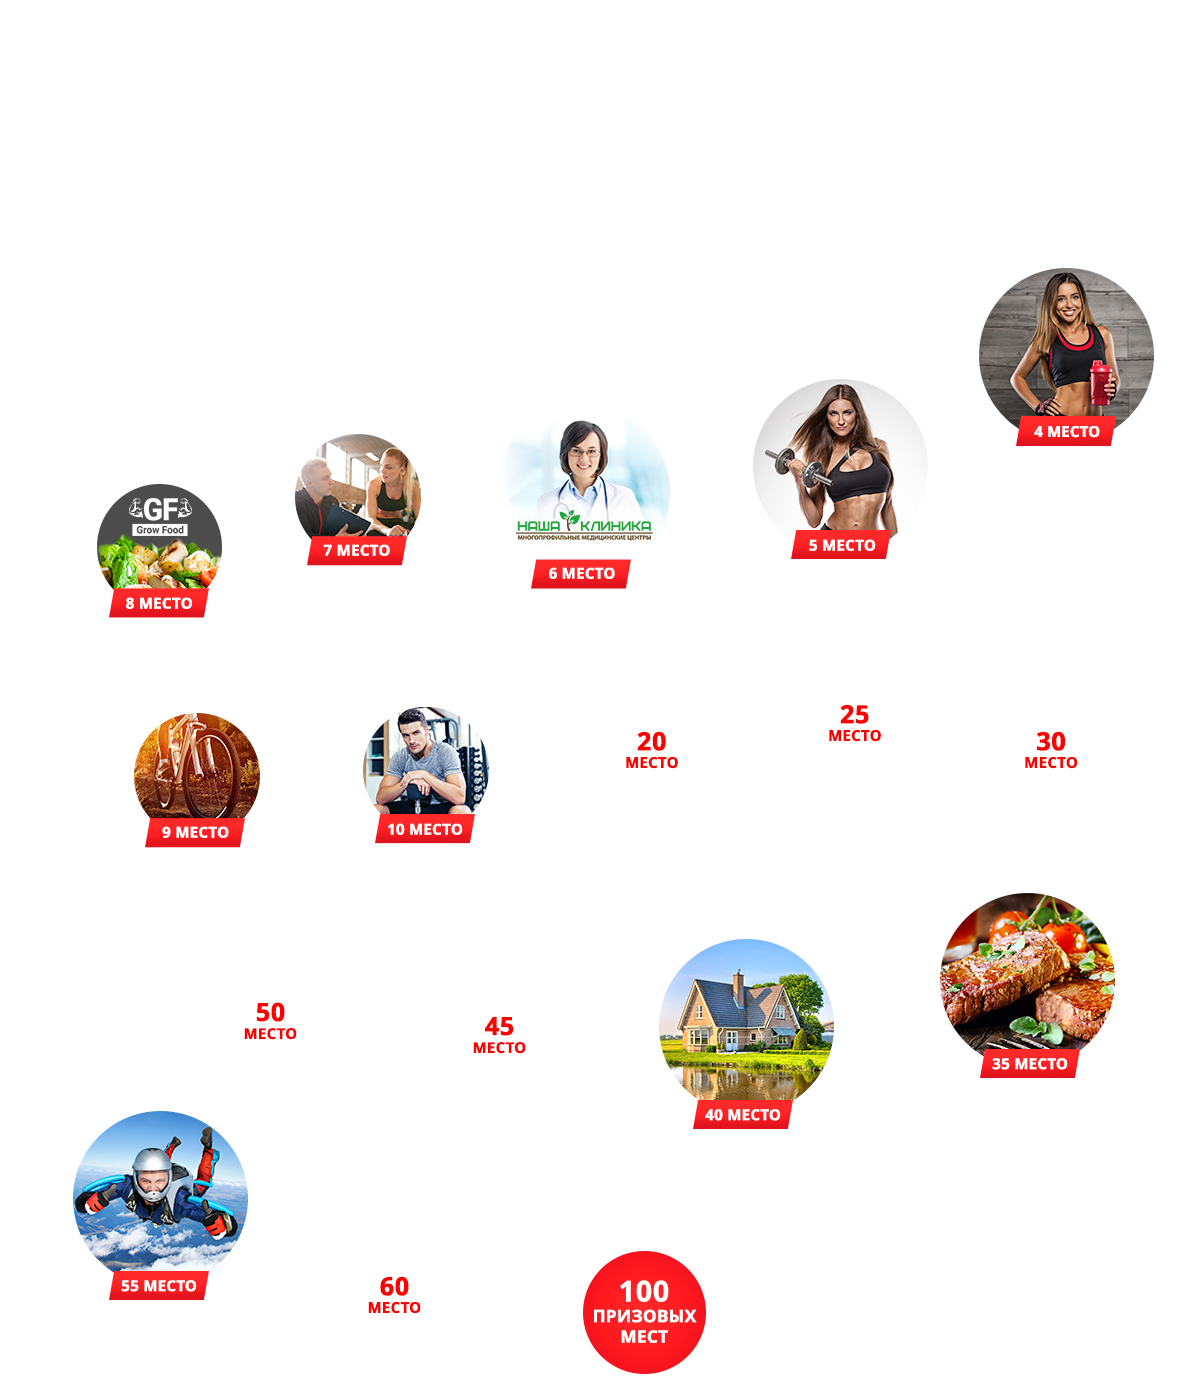 4 МЕСТО
5 МЕСТО
НАША КЛИНИКА
МНОГОПРОФИЛЬНЫЕ МЕДИЦИНСКИЕ ЦЕНТРЫ
6 МЕСТО
7 МЕСТО
GF
Grow Food
8 МЕСТО
9 МЕСТО
10 МЕСТО
20
МЕСТО
25
МЕСТО
30
МЕСТО
35 МЕСТО
40 МЕСТО
45
МЕСТО
50
МЕСТО
55 МЕСТО
60
МЕСТО
100
ПРИЗОВЫХ
МЕСТ